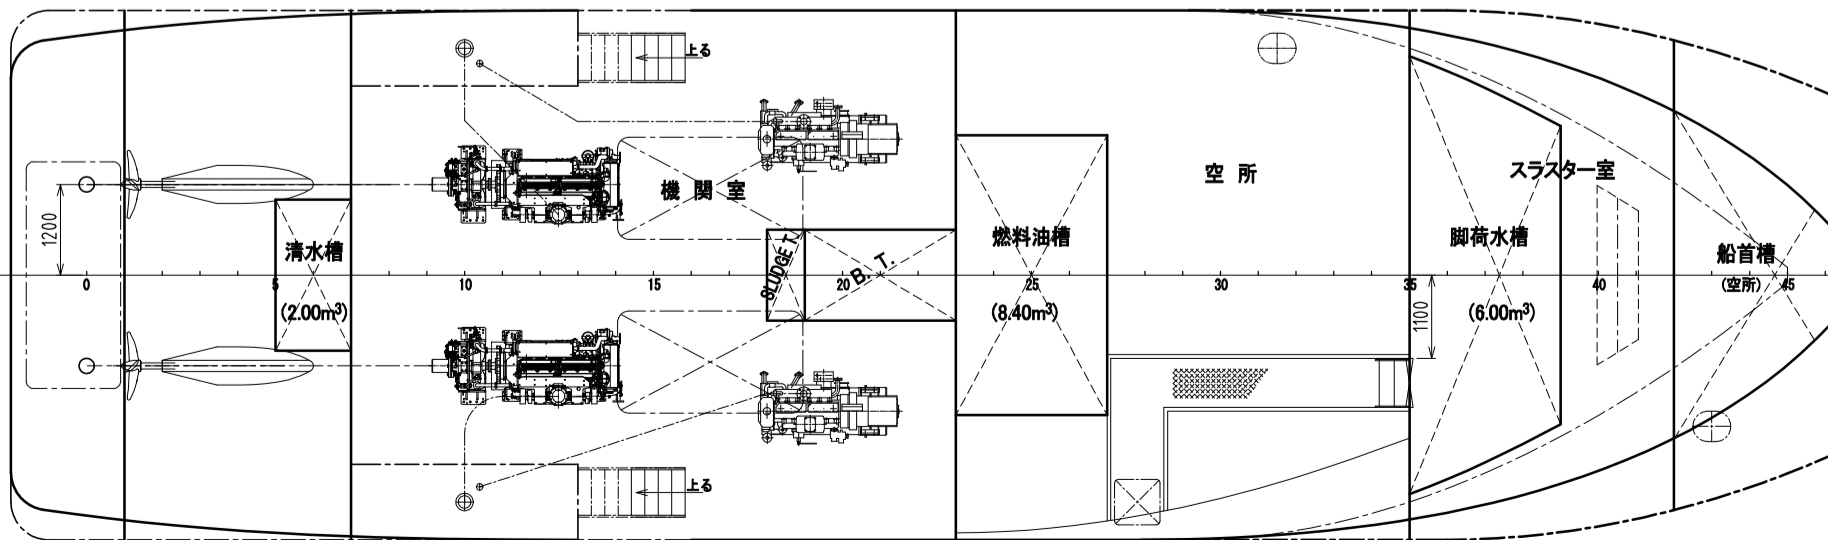 上る
機関室
空所
スラスター室
1200
清水槽
SLUDGE T.
B. T.
燃料油槽
脚荷水槽
船首槽
(空所)
0
5
10
15
20
25
30
35
40
45
(2.00m³)
(8.40m³)
(6.00m³)
1100
上る